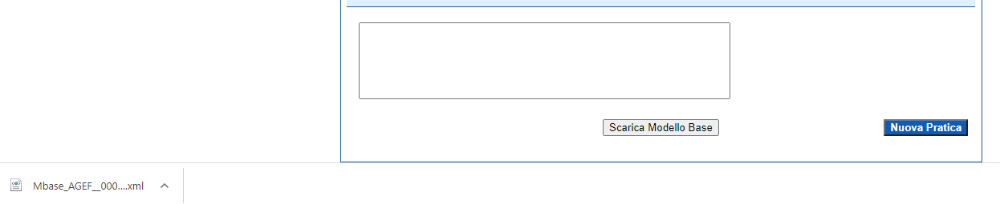 Scarica Modello Base
Nuova Pratica
Mbase_AGEF__000....xml